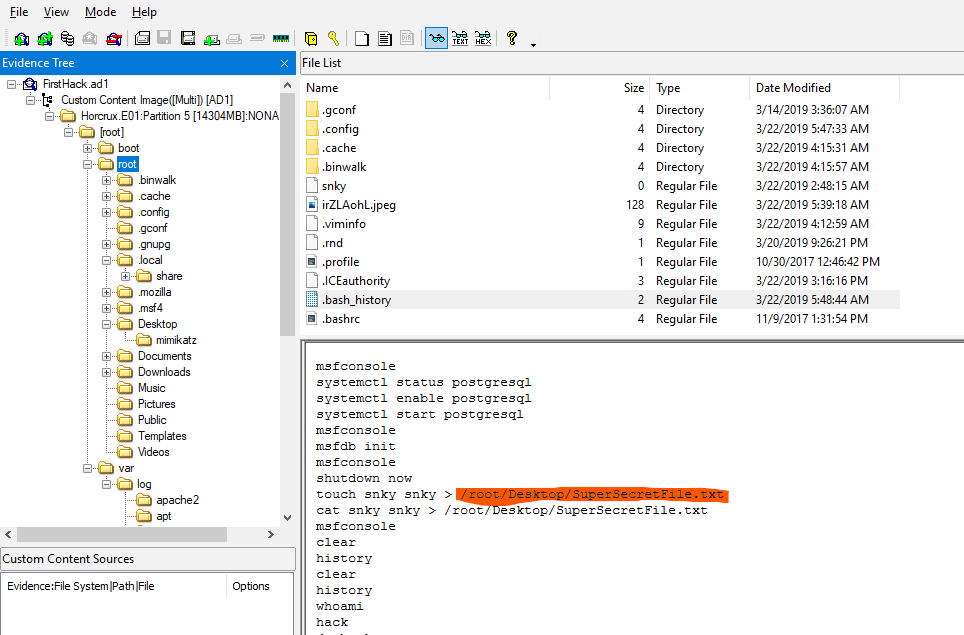 File View Mode Help
Evidence Tree
FirstHack.ad1
Custom Content Image([Multi]) [AD1]
Horcrux.E01:Partition 5 [14304MB]:NONA
[root]
boot
root
.binwalk
.cache
.config
.gconf
.gnupg
.local
share
.mozilla
.msf4
Desktop
mimikatz
Documents
Downloads
Music
Pictures
Public
Templates
Videos
var
log
apache2
apt
Custom Content Sources
Evidence:File System|Path|File Options
File List
Name Size Type Date Modified
.gconf 4 Directory 3/14/2019 3:36:07 AM
.config 4 Directory 3/22/2019 5:47:33 AM
.cache 4 Directory 3/22/2019 4:15:31 AM
.binwalk 4 Directory 3/22/2019 4:15:57 AM
snky 0 Regular File 3/22/2019 2:48:15 AM
irZLAohL.jpeg 128 Regular File 3/22/2019 5:39:18 AM
.viminfo 9 Regular File 3/22/2019 4:12:59 AM
.rnd 1 Regular File 3/20/2019 9:26:21 PM
.profile 1 Regular File 10/30/2017 12:46:42 PM
.ICEauthority 3 Regular File 3/22/2019 3:16:16 PM
.bash_history 2 Regular File 3/22/2019 5:48:44 AM
.bashrc 4 Regular File 11/9/2017 1:31:54 PM
msfconsole
systemctl status postgresql
systemctl enable postgresql
systemctl start postgresql
msfconsole
msfdb init
msfconsole
shutdown now
touch snky snky > /root/Desktop/SuperSecretFile.txt
cat snky snky > /root/Desktop/SuperSecretFile.txt
msfconsole
clear
history
clear
history
whoami
hack